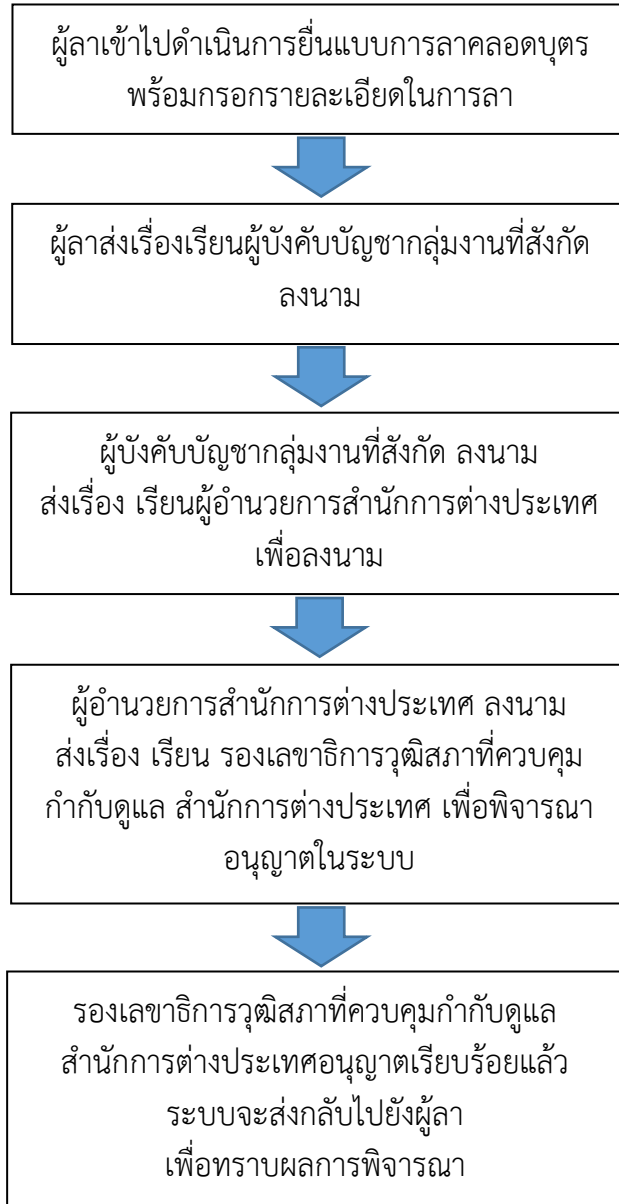 ผู้ลาเข้าไปดำเนินการยื่นแบบการลาคลอดบุตร
พร้อมกรอกรายละเอียดในการลา
ผู้ลาส่งเรื่องเรียนผู้บังคับบัญชากลุ่มงานที่สังกัด
ลงนาม
ผู้บังคับบัญชากลุ่มงานที่สังกัด ลงนาม
ส่งเรื่อง เรียนผู้อำนวยการสำนักการต่างประเทศ
เพื่อลงนาม
ผู้อำนวยการสำนักการต่างประเทศ ลงนาม
ส่งเรื่อง เรียน รองเลขาธิการวุฒิสภาที่ควบคุม
กำกับดูแล สำนักการต่างประเทศ เพื่อพิจารณา
อนุญาตในระบบ
รองเลขาธิการวุฒิสภาที่ควบคุมกำกับดูแล
สำนักการต่างประเทศอนุญาตเรียบร้อยแล้ว
ระบบจะส่งกลับไปยังผู้ลา
เพื่อทราบผลการพิจารณา